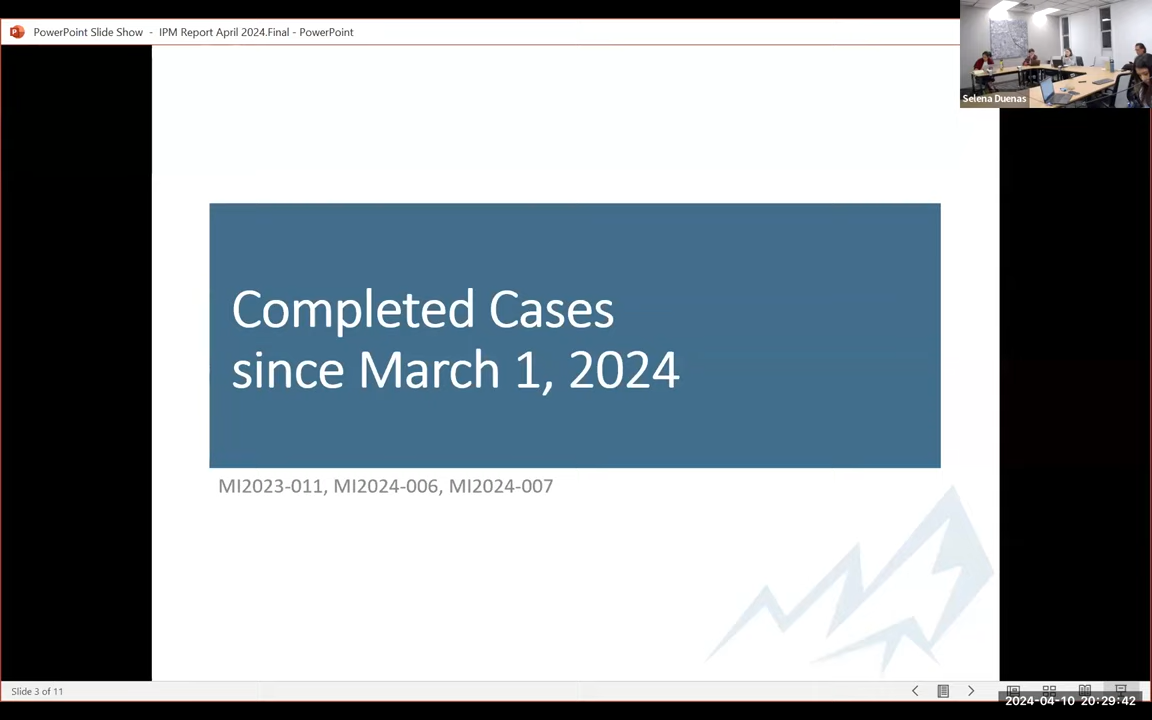 PowerPoint Slide Show - IPM Report April 2024.Final - PowerPoint
Selena Duenas
Completed Cases
since March 1, 2024
MI2023-011, MI2024-006, MI2024-007
Slide 3 of 11
2024-04-10 20:29:42